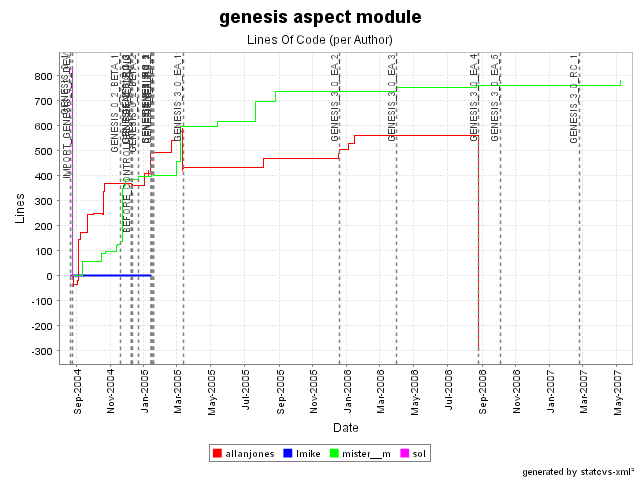 genesis aspect module
Lines Of Code (per Author)
GENESIS_0_2_BETA_1
GENESIS_3_0_EA_1
GENESIS_3_0_EA_2
GENESIS_3_0_EA_3
GENESIS_3_0_EA_4
GENESIS_3_0_EA_5
GENESIS_3_0_RC_1
Lines
800
700
600
500
400
300
200
100
0
-100
-200
-300
Sep-2004
Nov-2004
Jan-2005
Mar-2005
May-2005
Jul-2005
Sep-2005
Nov-2005
Jan-2006
Mar-2006
May-2006
Jul-2006
Sep-2006
Nov-2006
Jan-2007
Mar-2007
May-2007
Date
allanjones
lmike
mister__m
sol
generated by statcvs-xml²